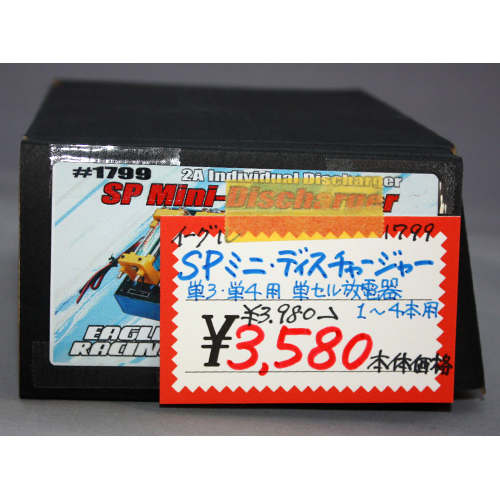 #1799
2A Individual Discharger
SP Mini-Discharger
EAGLE
RACING
イーグル 1799
SPミニ・ディスチャージャー
単3・単4用 単セル放電器
¥3,980→ 1～4本用
¥3,580 本体価格